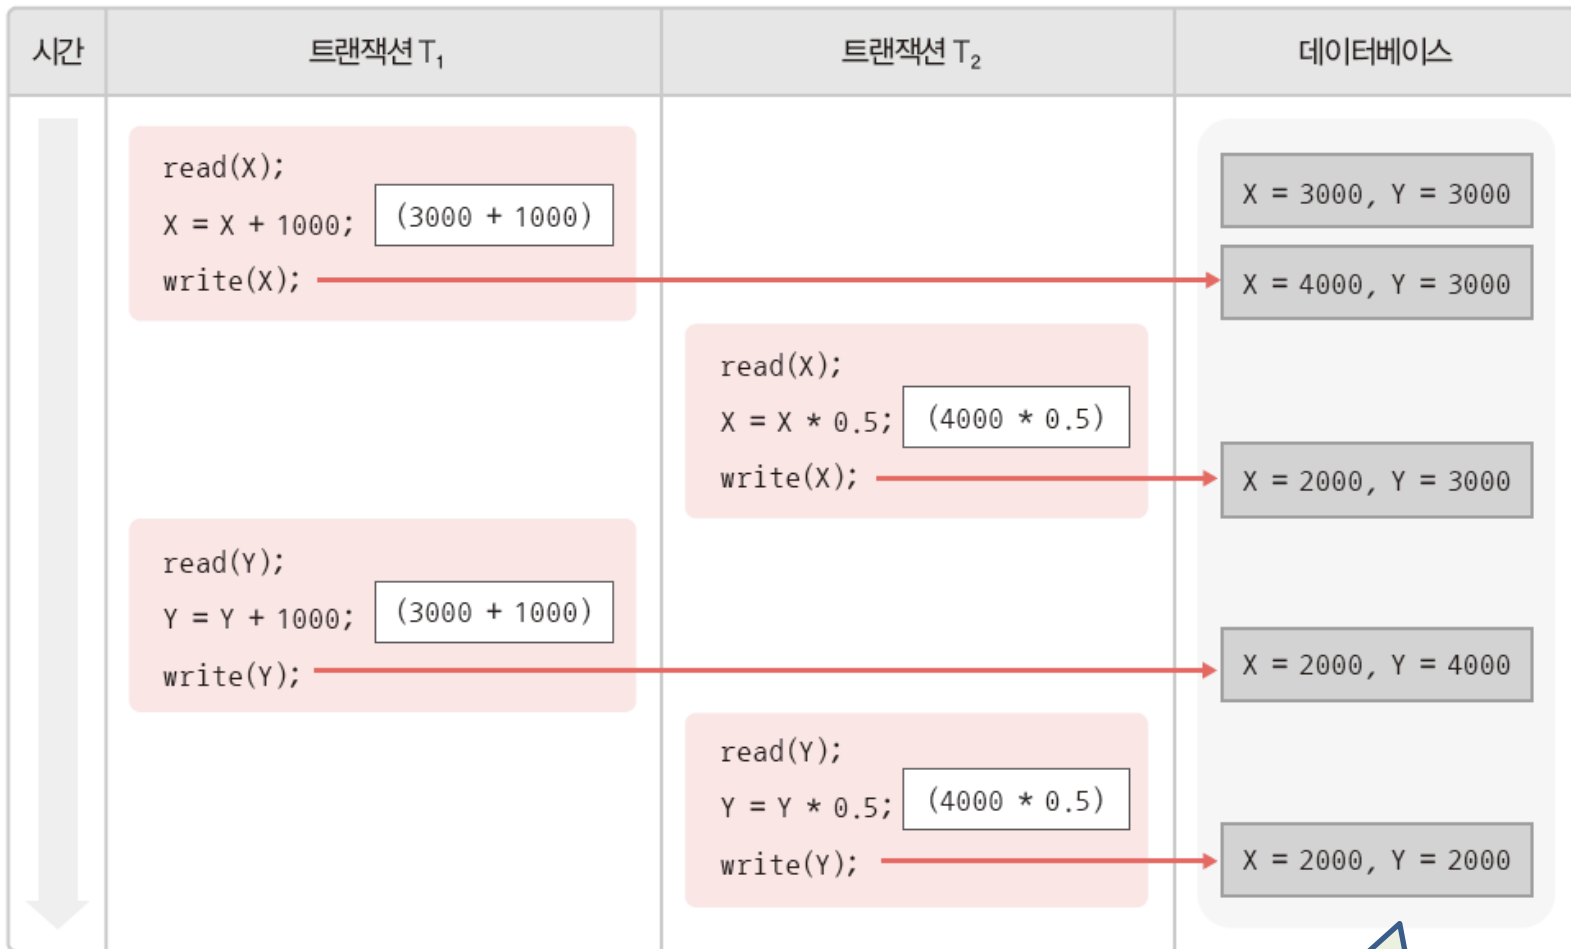 시간 트랜잭션 T₁ 트랜잭션 T₂ 데이터베이스
read(X);
X = X + 1000; (3000 + 1000)
write(X);
X = 3000, Y = 3000
X = 4000, Y = 3000
read(X);
X = X * 0.5; (4000 * 0.5)
write(X);
X = 2000, Y = 3000
read(Y);
Y = Y + 1000; (3000 + 1000)
write(Y);
X = 2000, Y = 4000
read(Y);
Y = Y * 0.5; (4000 * 0.5)
write(Y);
X = 2000, Y = 2000